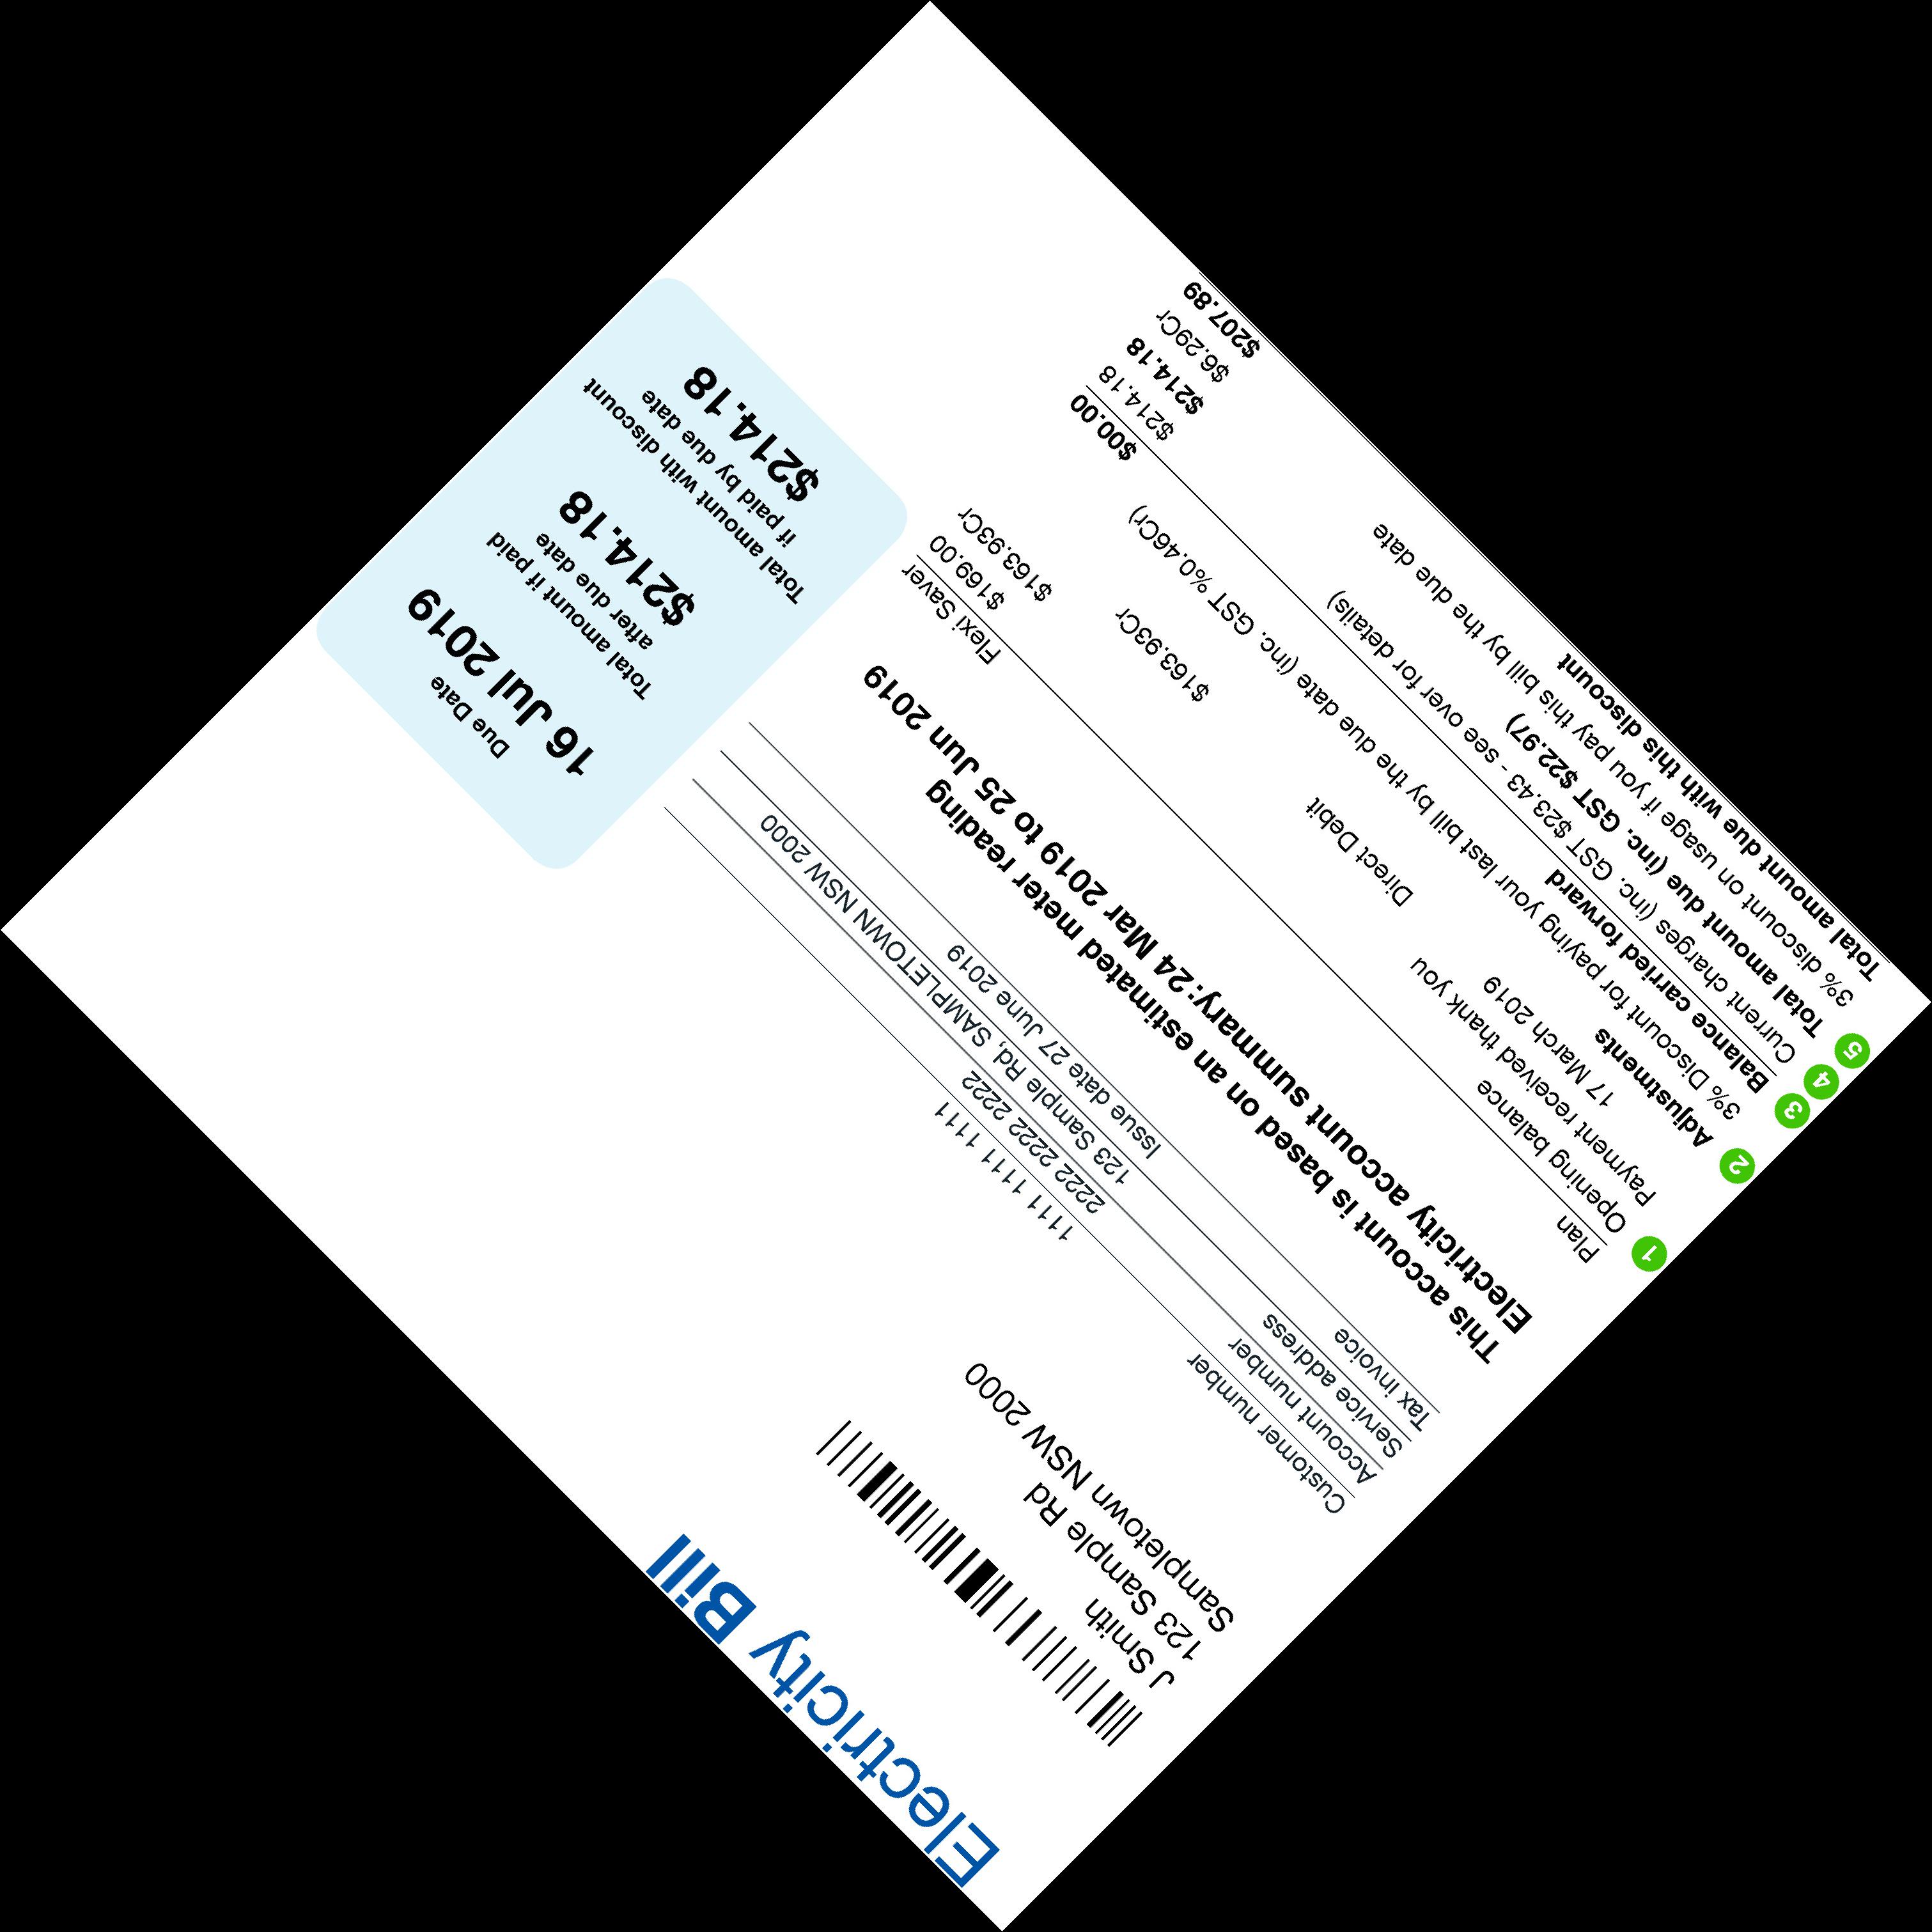 Electricity Bill
J Smith
123 Sample Rd
Sampletown NSW 2000
Due Date
16 Jul 2019
Total amount if paid
after due date
$214.18
Total amount with discount
if paid by due date
$214.18
Customer number 1111 1111 1111 1111
Account number 2222 2222 2222 2222
Service address 123 Sample Rd, SAMPLETOWN NSW 2000
Tax invoice Issue date 27 June 2019
This account is based on an estimated meter reading
Electricity account summary: 24 Mar 2019 to 25 Jun 2019
Plan Flexi Saver
1 Opening balance $169.00
Payment received thank you $163.93Cr
17 March 2019 Direct Debit $163.93Cr
2 Adjustments
3% Discount for paying your last bill by the due date (inc. GST %0.46Cr)
3 Balance carried forward $00.00
4 Current charges (inc. GST $23.43 - see over for details) $214.18
5 Total amount due (inc. GST $22.97) $214.18
3% discount on usage if you pay this bill by the due date $6.29Cr
Total amount due with this discount $207.89